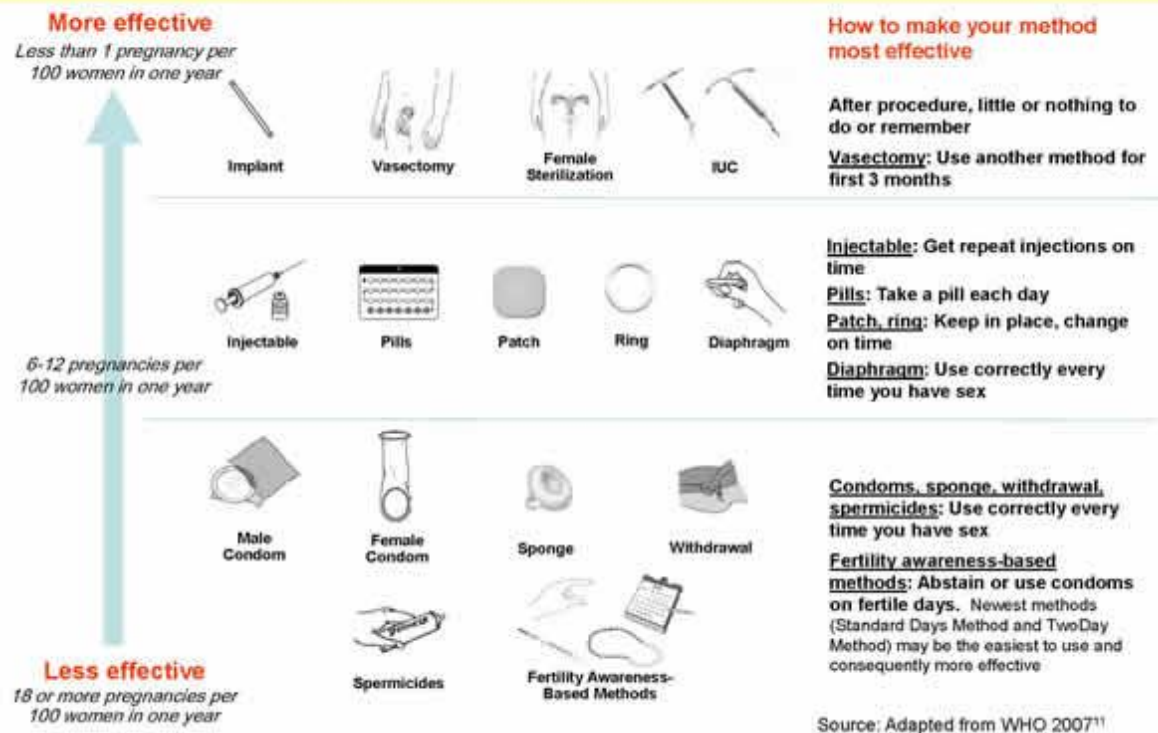 More effective
Less than 1 pregnancy per
100 women in one year
Implant
Vasectomy
Female
Sterilization
IUC
How to make your method
most effective
After procedure, little or nothing to
do or remember
Vasectomy: Use another method for
first 3 months
6-12 pregnancies per
100 women in one year
Injectable
Pills
Patch
Ring
Diaphragm
Injectable: Get repeat injections on
time
Pills: Take a pill each day
Patch, ring: Keep in place, change
on time
Diaphragm: Use correctly every
time you have sex
Male
Condom
Female
Condom
Sponge
Withdrawal
Spermicides
Fertility Awareness-
Based Methods
Condoms, sponge, withdrawal,
spermicides: Use correctly every
time you have sex
Fertility awareness-based
methods: Abstain or use condoms
on fertile days. Newest methods
(Standard Days Method and TwoDay
Method) may be the easiest to use and
consequently more effective
Less effective
18 or more pregnancies per
100 women in one year
Source: Adapted from WHO 2007¹¹